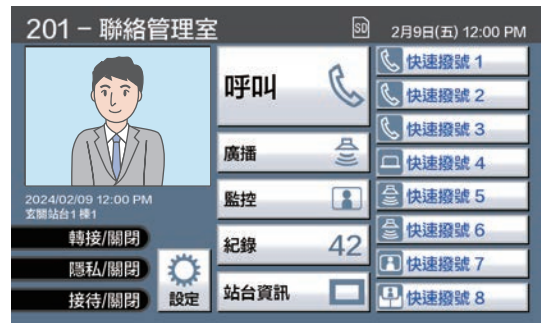 201 – 聯絡管理室
SD
2月9日(五) 12:00 PM
2024/02/09 12:00 PM
玄關站台1 棟1
轉接/關閉
隱私/關閉
接待/關閉
設定
呼叫
廣播
監控
紀錄 42
站台資訊
快速撥號 1
快速撥號 2
快速撥號 3
快速撥號 4
快速撥號 5
快速撥號 6
快速撥號 7
快速撥號 8